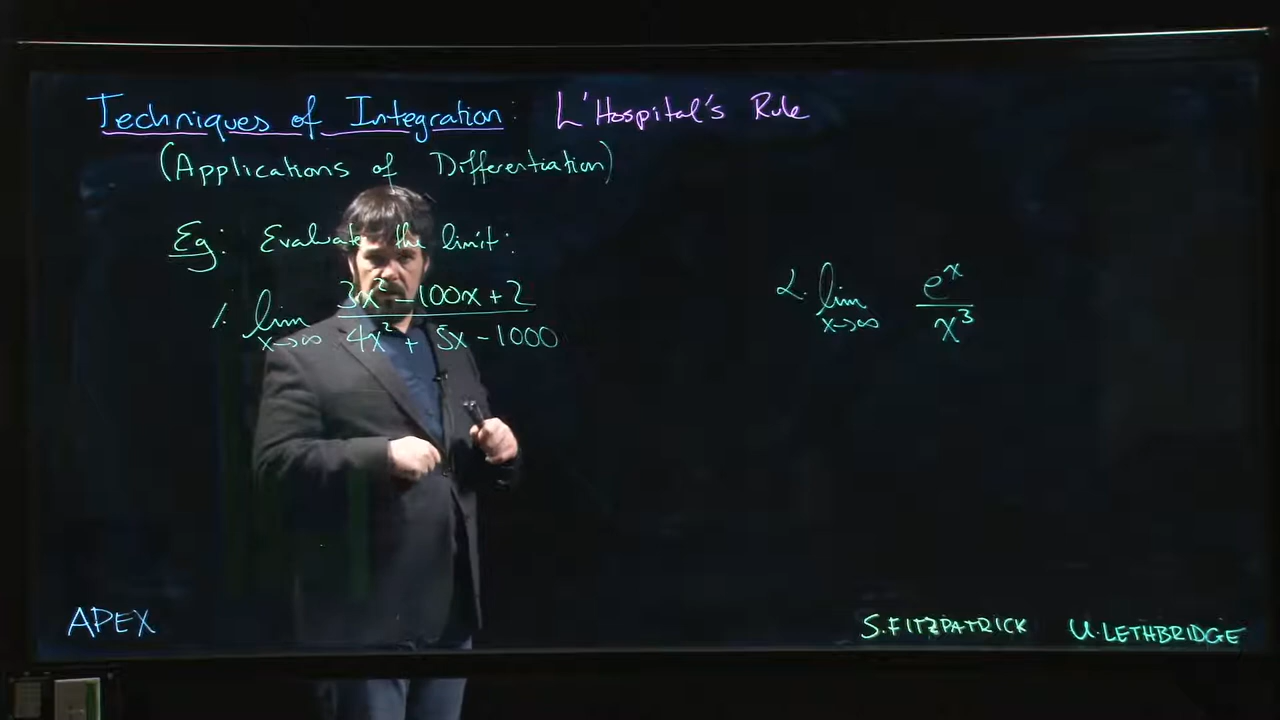 Techniques of Integration: L'Hospital's Rule
(Applications of Differentiation)
Eg: Evaluate the limit:
1. lim x→∞ (3x² - 100x + 2)/(4x² + 5x - 1000)
2. lim x→∞ e^x/x³
APEX
S. FITZPATRICK U. LETHBRIDGE